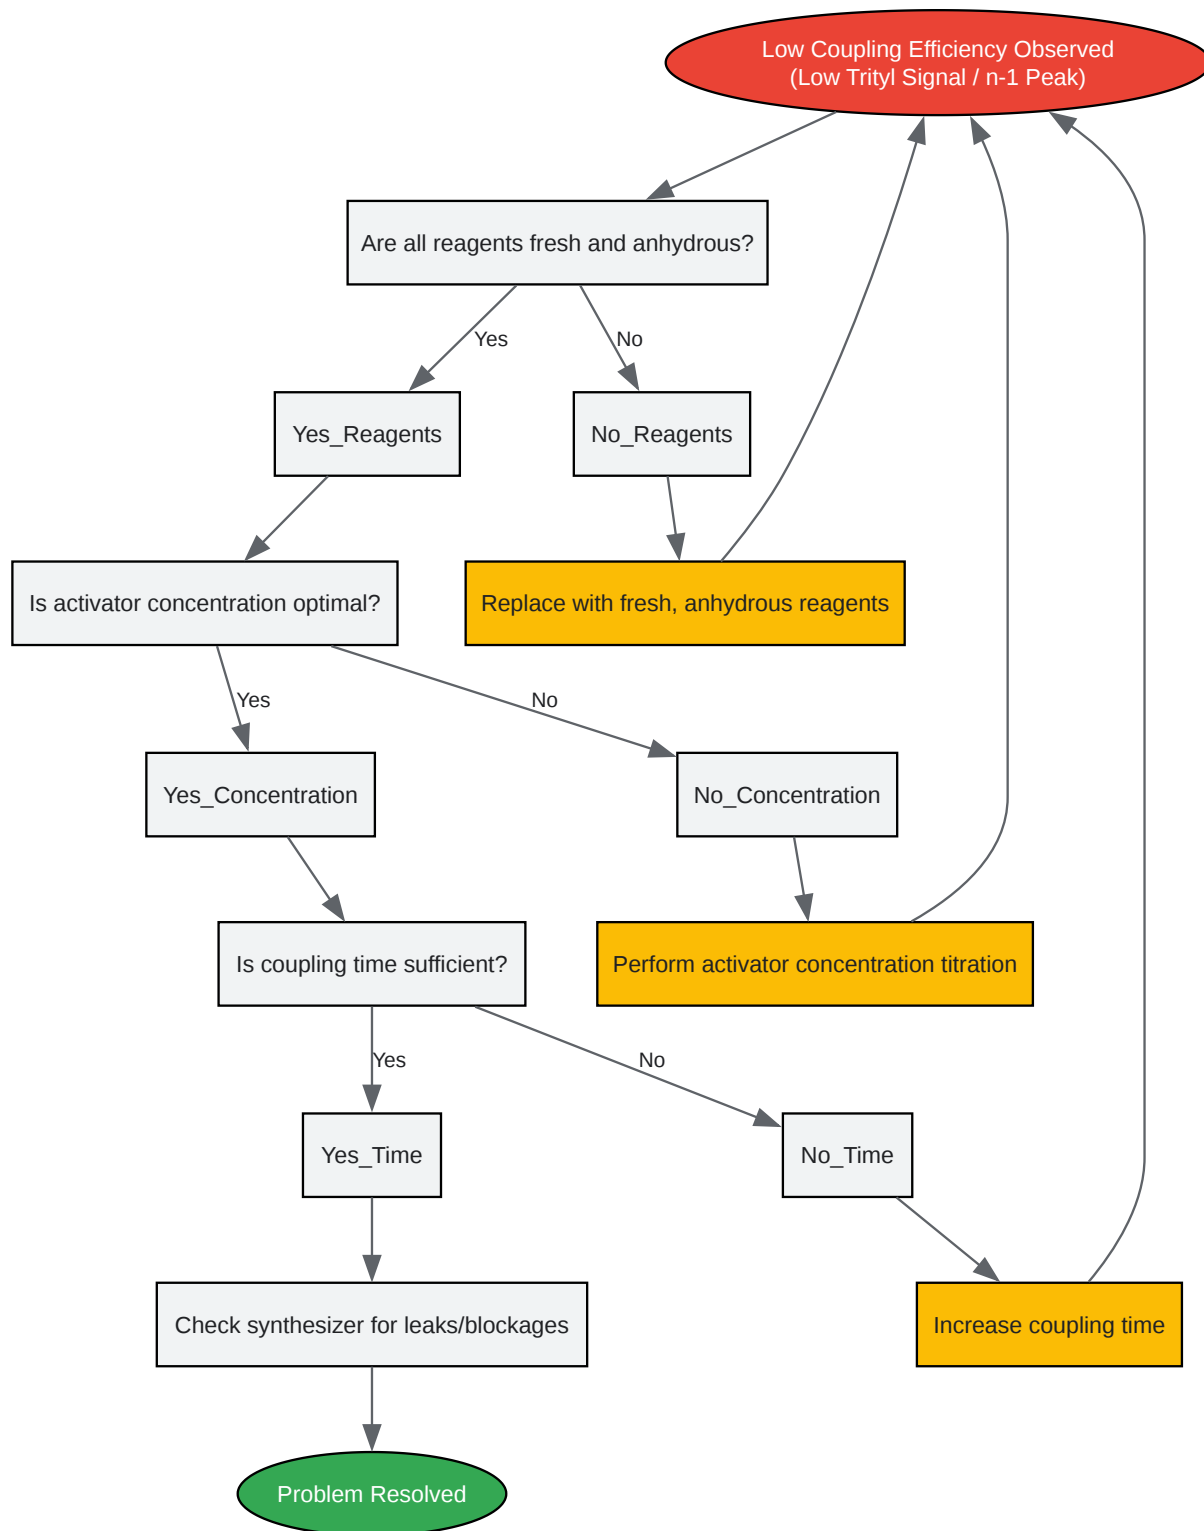 Low Coupling Efficiency Observed
(Low Trityl Signal / n-1 Peak)
Are all reagents fresh and anhydrous?
Yes
No
Yes_Reagents
No_Reagents
Is activator concentration optimal?
Replace with fresh, anhydrous reagents
Yes
No
Yes_Concentration
No_Concentration
Is coupling time sufficient?
Perform activator concentration titration
Yes
No
Yes_Time
No_Time
Check synthesizer for leaks/blockages
Increase coupling time
Problem Resolved